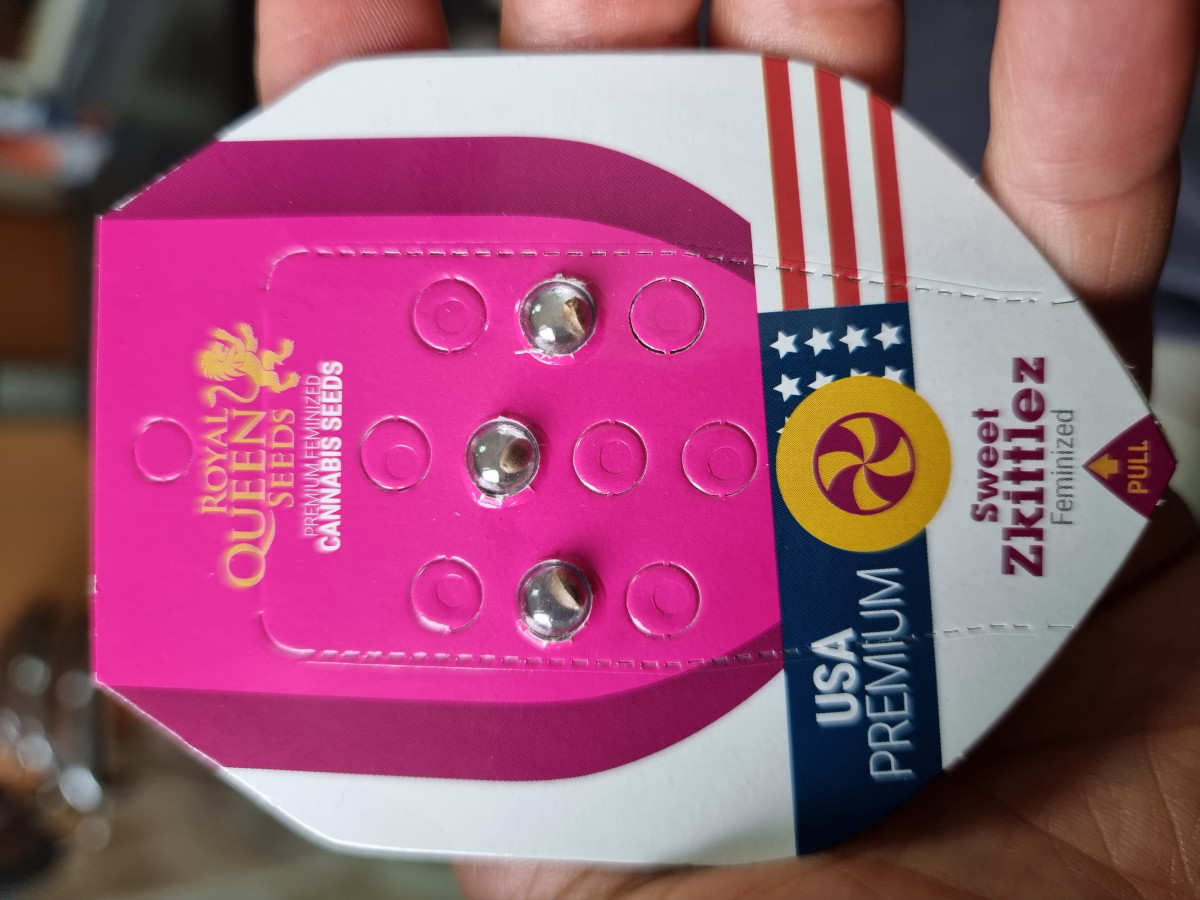 ROYAL
QUEEN
SEEDS
PREMIUM FEMINIZED
CANNABIS SEEDS
USA
PREMIUM
Sweet
Zkittlez
Feminized
PULL